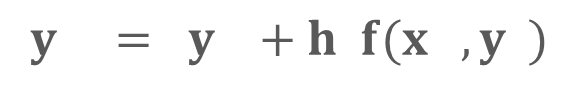 y = y + h f(x ,y )